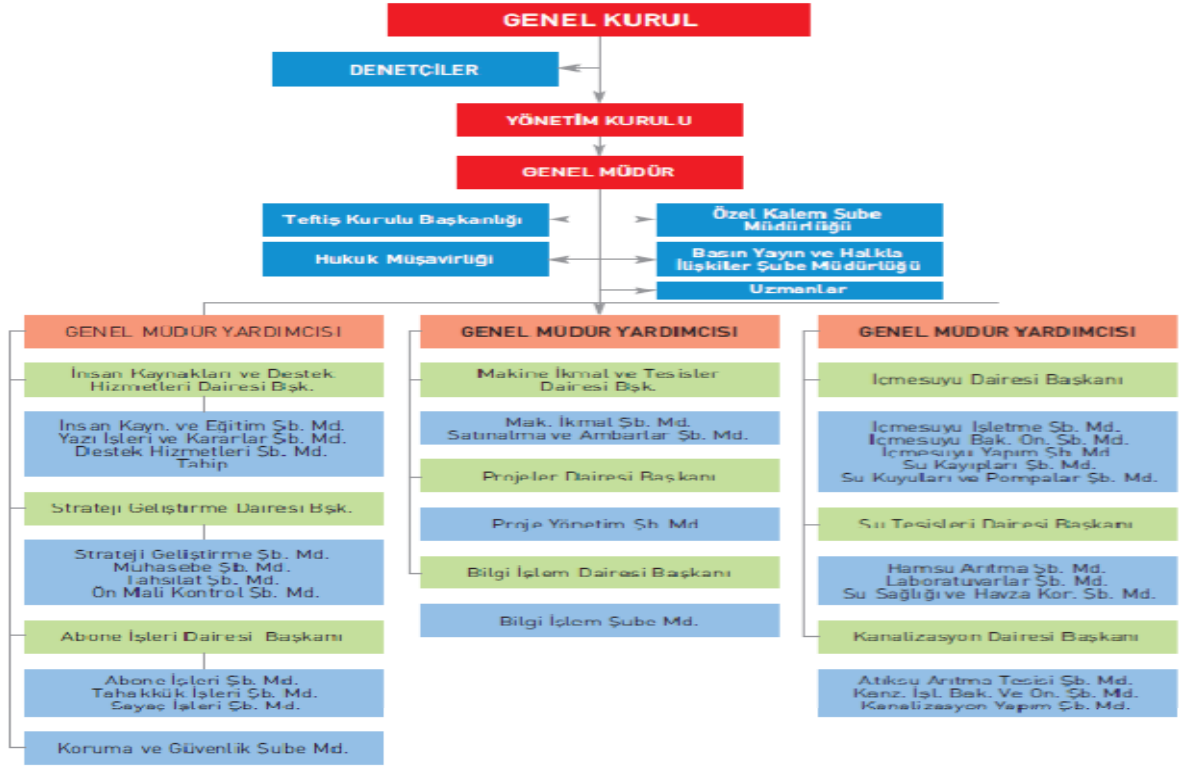 GENEL KURUL
DENETÇİLER
YÖNETİM KURULU
GENEL MÜDÜR
Teftiş Kurulu Başkanlığı
Özel Kalem Şube
Müdürlüğü
Hukuk Müşavirliği
Basın Yayın ve Halkla
İlişkiler Şube Müdürlüğü
Uzmanlar
GENEL MÜDÜR YARDIMCISI
İnsan Kaynakları ve Destek
Hizmetleri Dairesi Bşk.
İnsan Kayn. ve Eğitim Şb. Md.
Yazı İşleri ve Kararlar Şb. Md.
Destek Hizmetleri Şb. Md.
Tabip
Strateji Geliştirme Dairesi Bşk.
Strateji Geliştirme Şb. Md.
Muhasebe Şb. Md.
Tahsilat Şb. Md.
Ön Mali Kontrol Şb. Md.
Abone İşleri Dairesi Başkanı
Abone İşleri Şb. Md.
Tahakkük İşleri Şb. Md.
Sayaç İşleri Şb. Md.
Koruma ve Güvenlik Şube Md.
GENEL MÜDÜR YARDIMCISI
Makine İkmal ve Tesisler
Dairesi Bşk.
Mak. İkmal Şb. Md.
Satınalma ve Ambarlar Şb. Md.
Projeler Dairesi Başkanı
Proje Yönetim Şb. Md
Bilgi İşlem Dairesi Başkanı
Bilgi İşlem Şube Md.
GENEL MÜDÜR YARDIMCISI
İçmesuyu Dairesi Başkanı
İçmesuyu İşletme Şb. Md.
İçmesuyu Bak. On. Şb. Md.
İçmesuyu Yapım Şb. Md
Su Kayıpları Şb. Md.
Su Kuyuları ve Pompalar Şb. Md.
Su Tesisleri Dairesi Başkanı
Hamsu Arıtma Şb. Md.
Laboratuvarlar Şb. Md.
Su Sağlığı ve Havza Kor. Şb. Md.
Kanalizasyon Dairesi Başkanı
Atıksu Arıtma Tesisi Şb. Md.
Kanz. İşl. Bak. Ve On. Şb. Md.
Kanalizasyon Yapım Şb. Md.